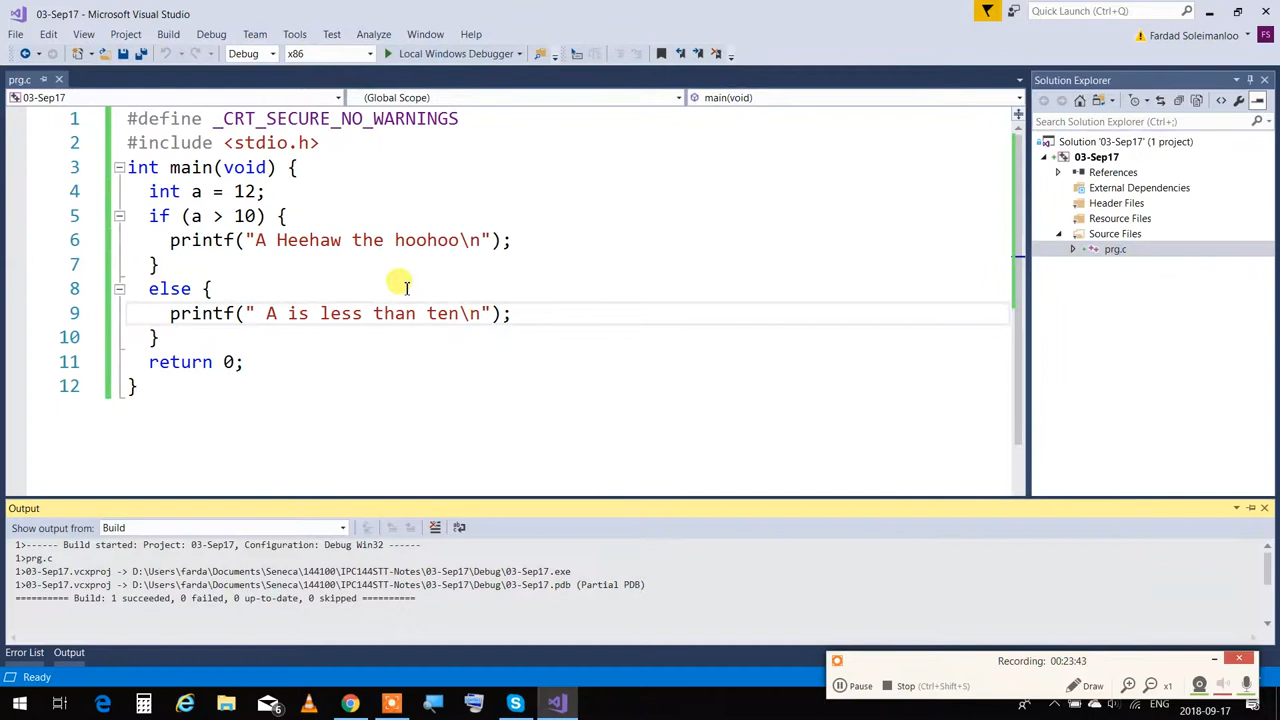 03-Sep17 - Microsoft Visual Studio
Quick Launch (Ctrl+Q)
File Edit View Project Build Debug Team Tools Test Analyze Window Help
Fardad Soleimanloo FS
Debug x86 Local Windows Debugger
prg.c
03-Sep17 (Global Scope) main(void)
1 #define _CRT_SECURE_NO_WARNINGS
2 #include <stdio.h>
3 int main(void) {
4 int a = 12;
5 if (a > 10) {
6 printf("A Heehaw the hoohoo\n");
7 }
8 else {
9 printf(" A is less than ten\n");
10 }
11 return 0;
12 }
Solution Explorer
Search Solution Explorer (Ctrl+;)
Solution '03-Sep17' (1 project)
03-Sep17
References
External Dependencies
Header Files
Resource Files
Source Files
prg.c
Output
Show output from: Build
1>------ Build started: Project: 03-Sep17, Configuration: Debug Win32 ------
1>prg.c
1>03-Sep17.vcxproj -> D:\Users\farda\Documents\Seneca\144100\IPC144STT-Notes\03-Sep17\Debug\03-Sep17.exe
1>03-Sep17.vcxproj -> D:\Users\farda\Documents\Seneca\144100\IPC144STT-Notes\03-Sep17\Debug\03-Sep17.pdb (Partial PDB)
========== Build: 1 succeeded, 0 failed, 0 up-to-date, 0 skipped ==========
Error List Output
Ready
Recording: 00:23:43
Pause Stop (Ctrl+Shift+S) Draw x1
6
ENG 2018-09-17